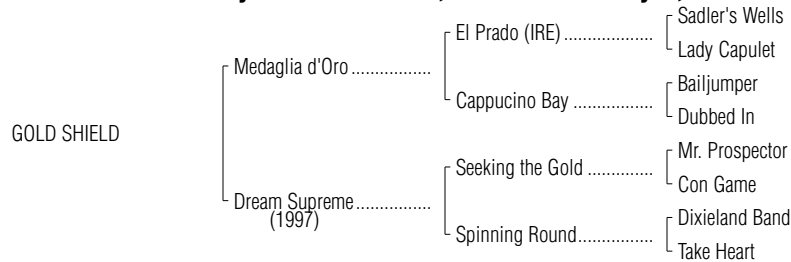 Sadler's Wells
El Prado (IRE) ..................
Lady Capulet
Medaglia d'Oro ................
Bailjumper
Cappucino Bay ................
Dubbed In
GOLD SHIELD
Mr. Prospector
Seeking the Gold .............
Con Game
Dream Supreme ...............
(1997)
Dixieland Band
Spinning Round ...............
Take Heart